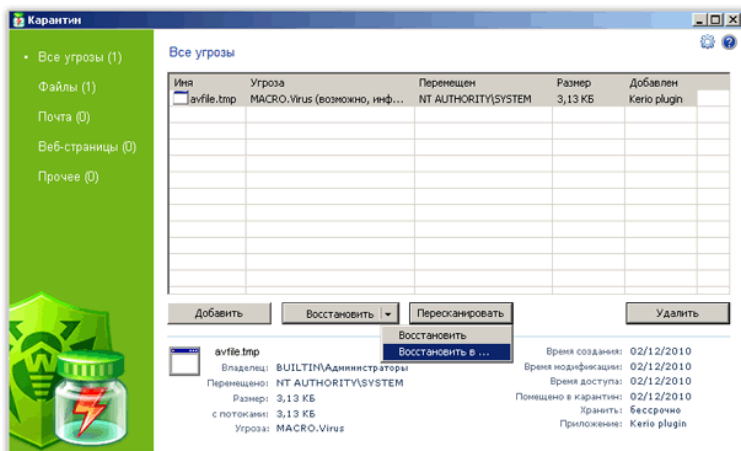 Карантин
Все угрозы (1)
Файлы (1)
Почта (0)
Веб-страницы (0)
Прочее (0)
Все угрозы
Имя Угроза Перемещен Размер Добавлен
avfile.tmp MACRO.Virus (возможно, инф... NT AUTHORITY\SYSTEM 3,13 КБ Kerio plugin
Добавить Восстановить Пересканировать Удалить
Восстановить
Восстановить в ...
avfile.tmp
Владелец: BUILTIN\Администраторы
Перемещено: NT AUTHORITY\SYSTEM
Размер: 3,13 КБ
с потоками: 3,13 КБ
Угроза: MACRO.Virus
Время создания: 02/12/2010
Время модификации: 02/12/2010
Время доступа: 02/12/2010
Помещено в карантин: 02/12/2010
Хранить: бессрочно
Приложение: Kerio plugin